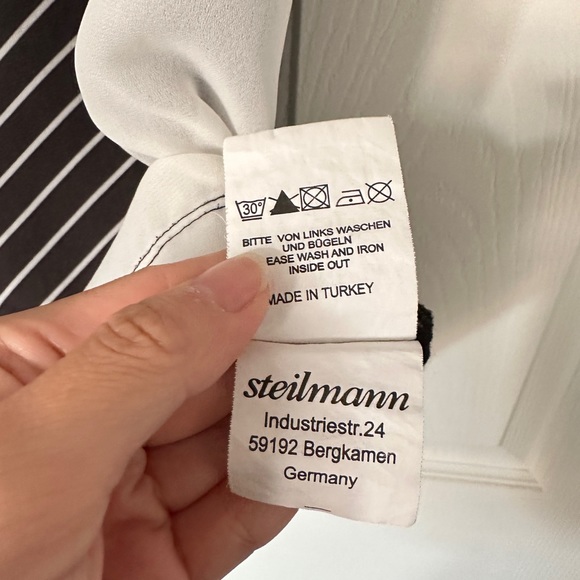 30°
BITTE VON LINKS WASCHEN
UND BÜGELN
EASE WASH AND IRON
INSIDE OUT
MADE IN TURKEY
steilmann
Industriestr.24
59192 Bergkamen
Germany